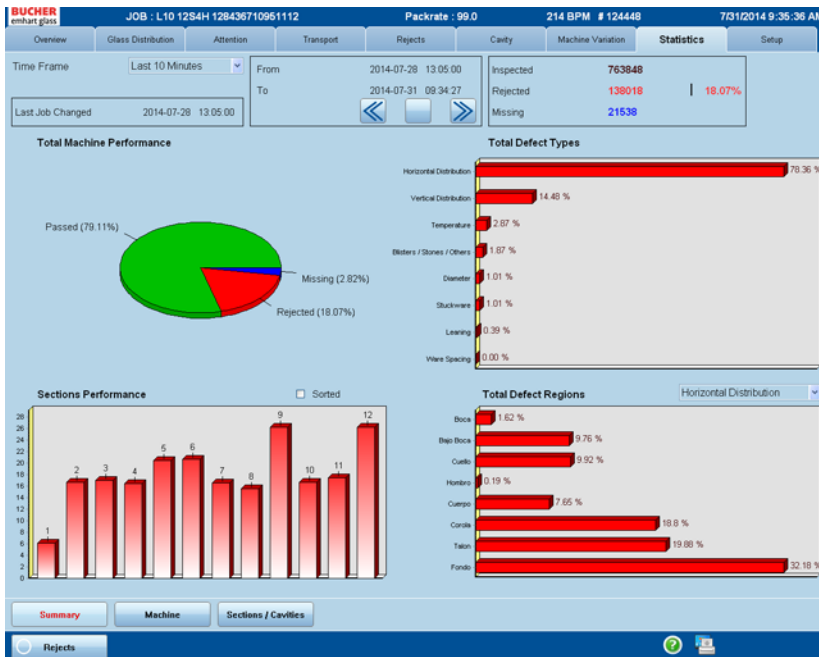 BUCHER
emhart glass
JOB : L10 12S4H 128436710951112 Packrate : 99.0 214 BPM # 124448 7/31/2014 9:35:36 AM
Overview Glass Distribution Attention Transport Rejects Cavity Machine Variation Statistics Setup
Time Frame Last 10 Minutes
From 2014-07-28 13:05:00
To 2014-07-31 09:34:27
Last Job Changed 2014-07-28 13:05:00
Inspected 763848
Rejected 138018 18.07%
Missing 21538
Total Machine Performance
Passed (79.11%)
Missing (2.82%)
Rejected (18.07%)
Total Defect Types
Horizontal Distribution 78.36 %
Vertical Distribution 14.48 %
Temperature 2.87 %
Blisters / Stones / Others 1.87 %
Diameter 1.01 %
Stuckware 1.01 %
Leaning 0.39 %
Ware Spacing 0.00 %
Sections Performance Sorted
28
26
24
22
20
18
16
14
12
10
8
6
4
2
0
1 2 3 4 5 6 7 8 9 10 11 12
Total Defect Regions Horizontal Distribution
Boca 1.62 %
Bajo Boca 9.76 %
Cuello 9.92 %
Hombro 0.19 %
Cuerpo 7.65 %
Corola 18.8 %
Talon 19.88 %
Fondo 32.18 %
Summary Machine Sections / Cavities
Rejects